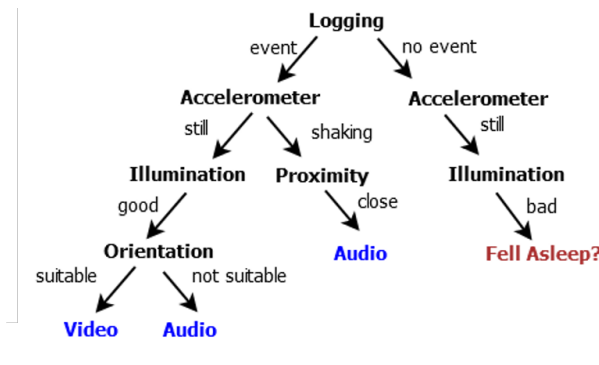 Logging
event
no event
Accelerometer
Accelerometer
still
shaking
still
Illumination
Proximity
Illumination
good
close
bad
Orientation
Audio
Fell Asleep?
suitable
not suitable
Video
Audio